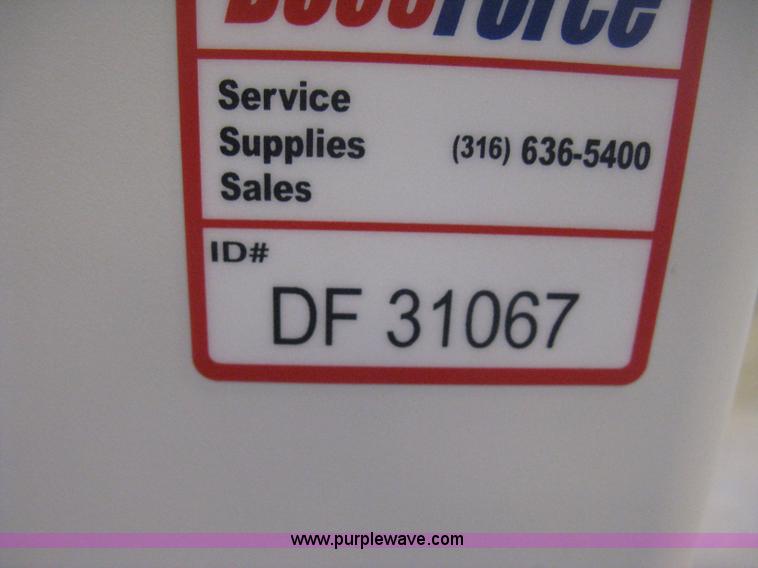 Service
Supplies (316) 636-5400
Sales
ID#
DF 31067
www.purplewave.com